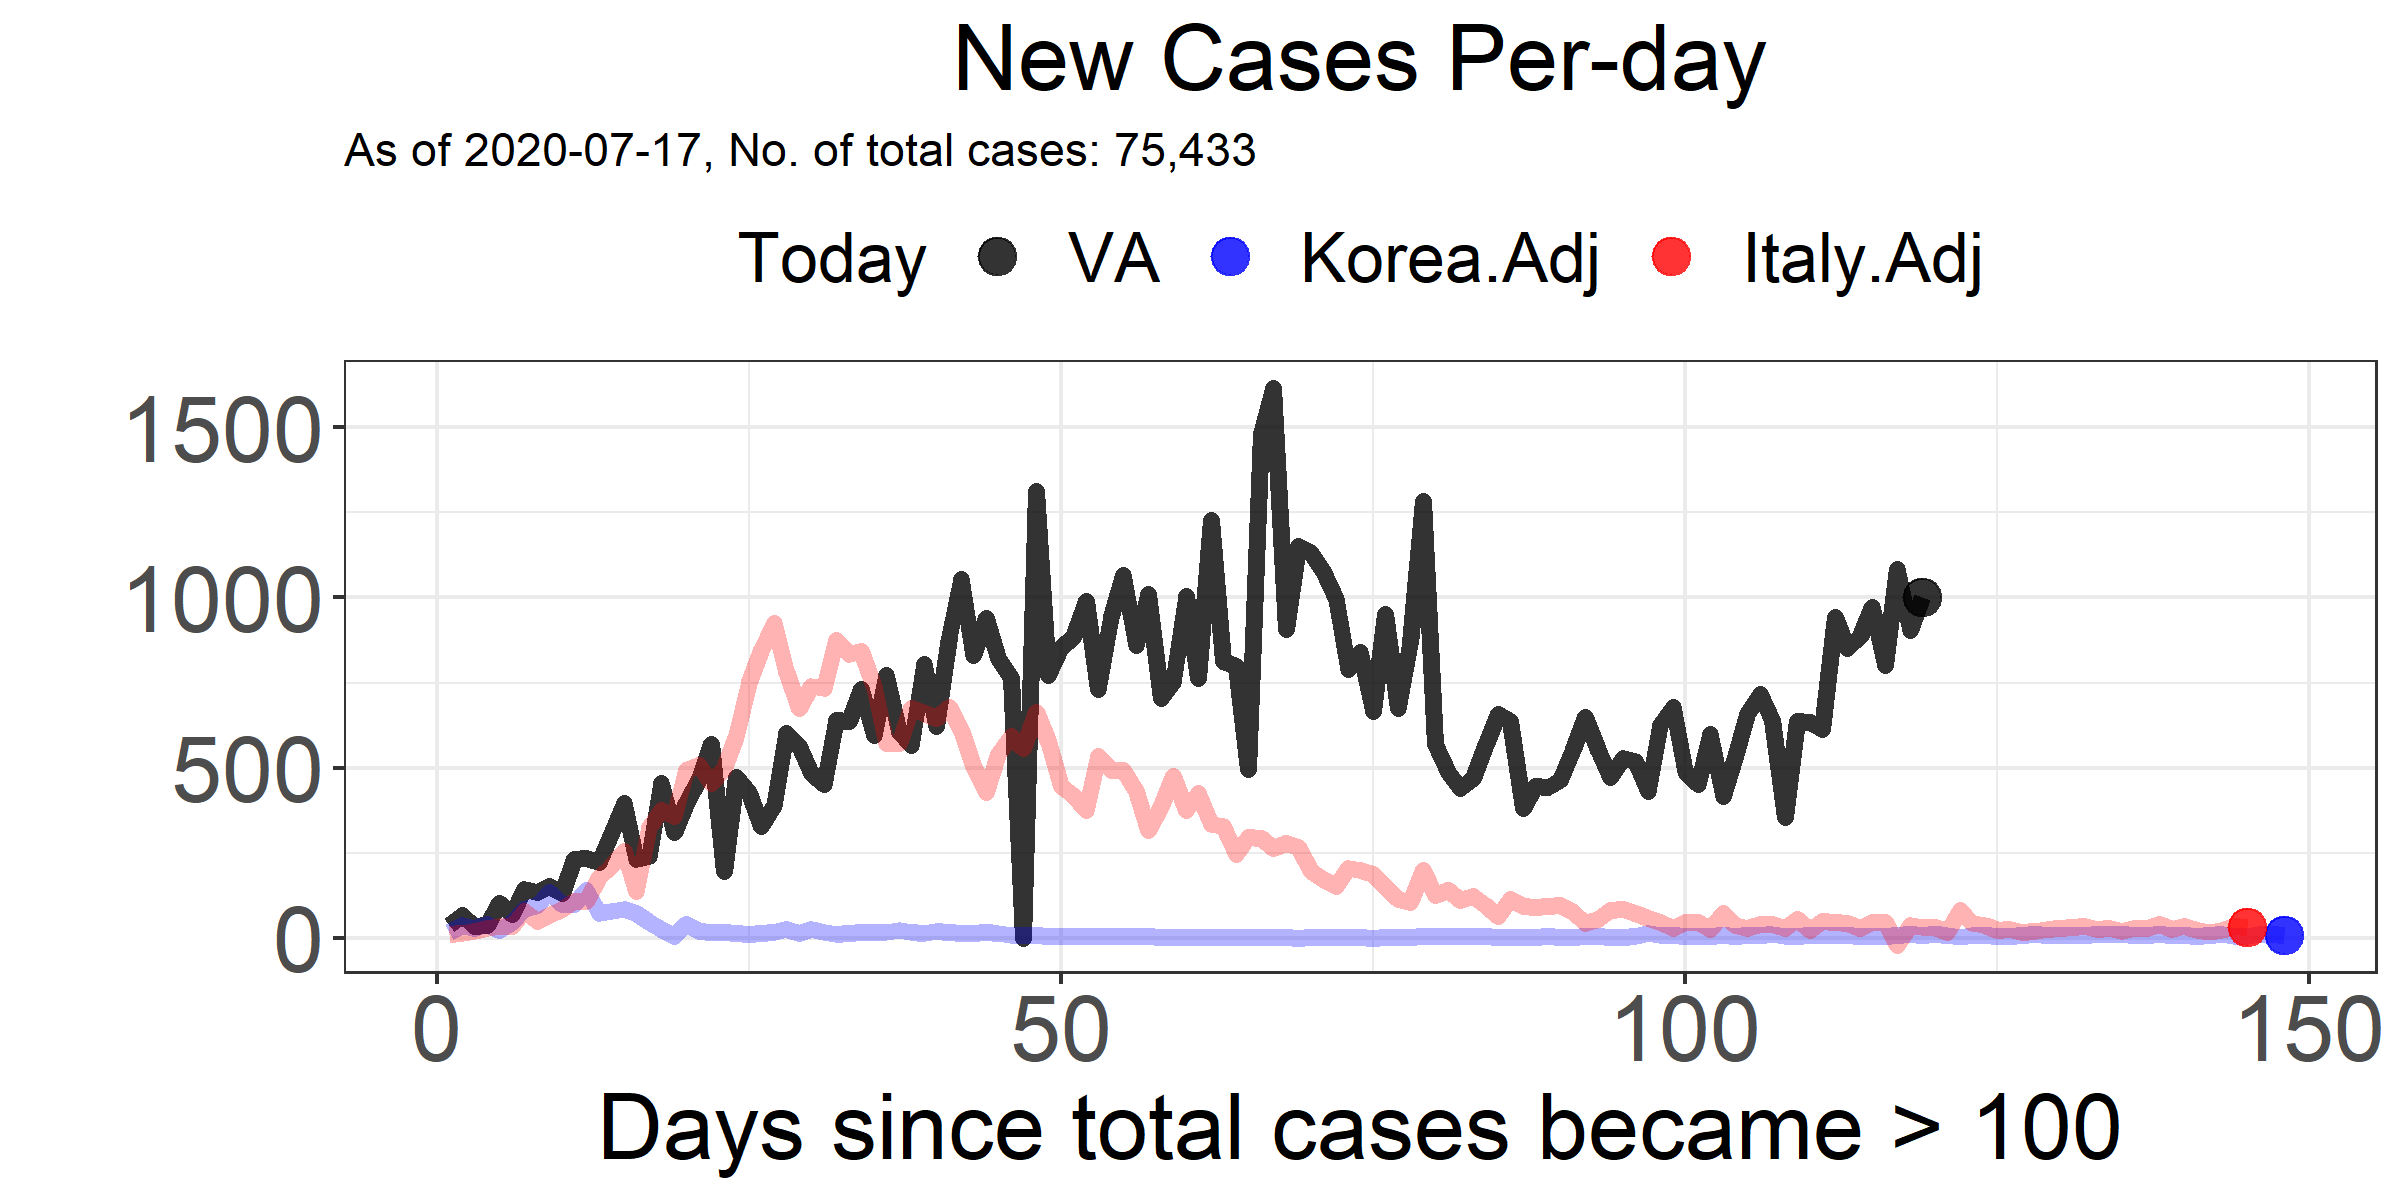 New Cases Per-day
As of 2020-07-17, No. of total cases: 75,433
Today VA Korea.Adj Italy.Adj
1500
1000
500
0
0 50 100 150
Days since total cases became > 100